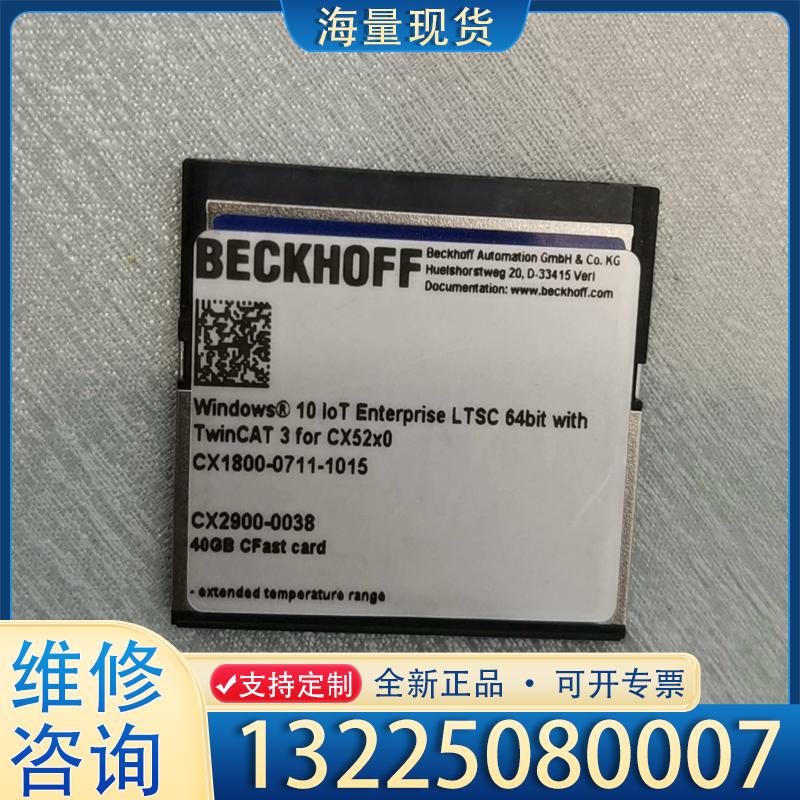 海量现货
BECKHOFF
Beckhoff Automation GmbH & Co. KG
Huelshorstweg 20, D-33415 Verl
Documentation: www.beckhoff.com
Windows® 10 IoT Enterprise LTSC 64bit with
TwinCAT 3 for CX52x0
CX1800-0711-1015
CX2900-0038
40GB CFast card
- extended temperature range
维修
咨询
支持定制 全新正品 · 可开专票
13225080007